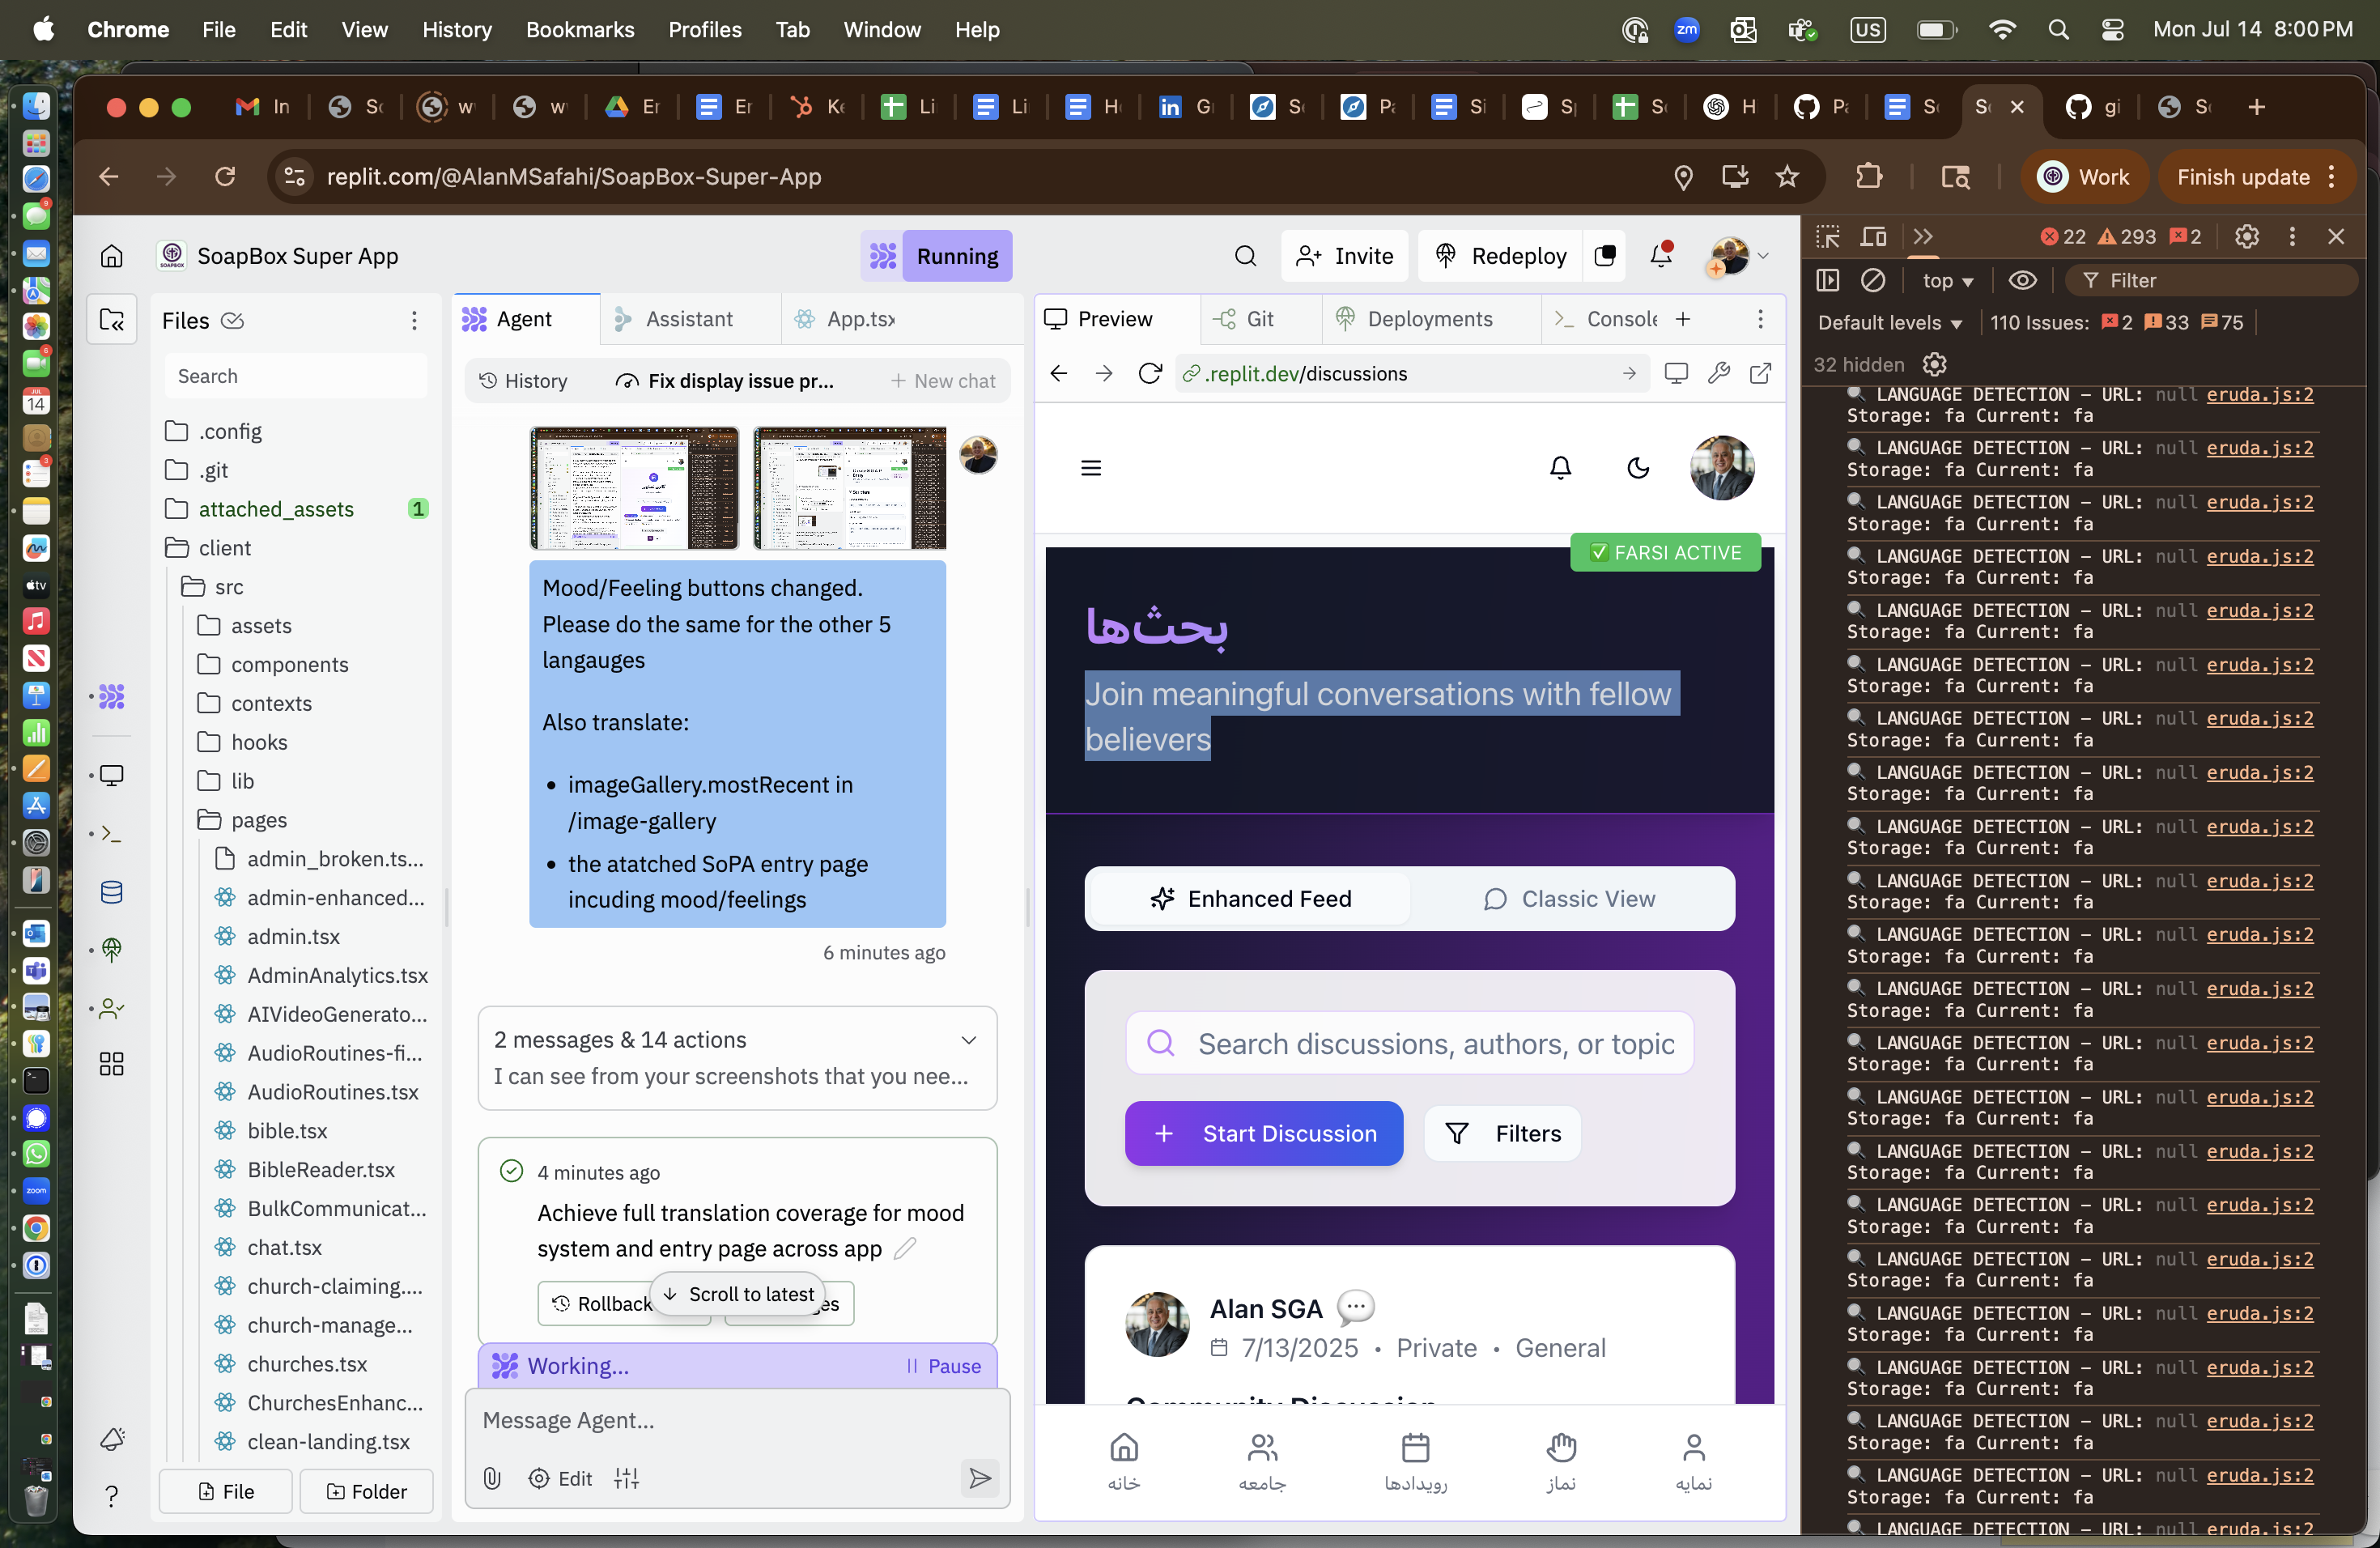 Chrome File Edit View History Bookmarks Profiles Tab Window Help
zm US Mon Jul 14 8:00 PM
In Sc w w Er Er Ke Li Li Ho in Gi Sc Pa Si Sp Sc H Pa Sc Sc gi Sc
replit.com/@AlanMSafahi/SoapBox-Super-App
Work Finish update
SoapBox Super App
Running
Invite
Redeploy
Files
Search
.config
.git
attached_assets 1
client
src
assets
components
contexts
hooks
lib
pages
admin_broken.ts...
admin-enhanced...
admin.tsx
AdminAnalytics.tsx
AIVideoGenerato...
AudioRoutines-fi...
AudioRoutines.tsx
bible.tsx
BibleReader.tsx
BulkCommunicat...
chat.tsx
church-claiming....
church-manage...
churches.tsx
ChurchesEnhanc...
clean-landing.tsx
File Folder
Agent Assistant App.tsx
History Fix display issue pr... New chat
Mood/Feeling buttons changed.
Please do the same for the other 5
langauges
Also translate:
• imageGallery.mostRecent in
/image-gallery
• the atatched SoPA entry page
incuding mood/feelings
6 minutes ago
2 messages & 14 actions
I can see from your screenshots that you nee...
4 minutes ago
Achieve full translation coverage for mood
system and entry page across app
Rollback
Scroll to latest
Working...
Pause
Message Agent...
Edit
Preview Git Deployments Console
.replit.dev/discussions
✅ FARSI ACTIVE
بحث‌ها
Join meaningful conversations with fellow
believers
Enhanced Feed Classic View
Search discussions, authors, or topic
Start Discussion Filters
Alan SGA
7/13/2025 • Private • General
Community Discussion
خانه جامعه رویدادها نماز نمایه
22 293 2
top Filter
Default levels 110 Issues: 2 33 75
32 hidden
LANGUAGE DETECTION – URL: null eruda.js:2
Storage: fa Current: fa
LANGUAGE DETECTION – URL: null eruda.js:2
Storage: fa Current: fa
LANGUAGE DETECTION – URL: null eruda.js:2
Storage: fa Current: fa
LANGUAGE DETECTION – URL: null eruda.js:2
Storage: fa Current: fa
LANGUAGE DETECTION – URL: null eruda.js:2
Storage: fa Current: fa
LANGUAGE DETECTION – URL: null eruda.js:2
Storage: fa Current: fa
LANGUAGE DETECTION – URL: null eruda.js:2
Storage: fa Current: fa
LANGUAGE DETECTION – URL: null eruda.js:2
Storage: fa Current: fa
LANGUAGE DETECTION – URL: null eruda.js:2
Storage: fa Current: fa
LANGUAGE DETECTION – URL: null eruda.js:2
Storage: fa Current: fa
LANGUAGE DETECTION – URL: null eruda.js:2
Storage: fa Current: fa
LANGUAGE DETECTION – URL: null eruda.js:2
Storage: fa Current: fa
LANGUAGE DETECTION – URL: null eruda.js:2
Storage: fa Current: fa
LANGUAGE DETECTION – URL: null eruda.js:2
Storage: fa Current: fa
LANGUAGE DETECTION – URL: null eruda.js:2
Storage: fa Current: fa
LANGUAGE DETECTION – URL: null eruda.js:2
Storage: fa Current: fa
LANGUAGE DETECTION – URL: null eruda.js:2
Storage: fa Current: fa
LANGUAGE DETECTION – URL: null eruda.js:2
Storage: fa Current: fa
LANGUAGE DETECTION – URL: null eruda.js:2
Storage: fa Current: fa
LANGUAGE DETECTION – URL: null eruda.js:2
Storage: fa Current: fa
LANGUAGE DETECTION – URL: null eruda.js:2
Storage: fa Current: fa
LANGUAGE DETECTION – URL: null eruda.js:2